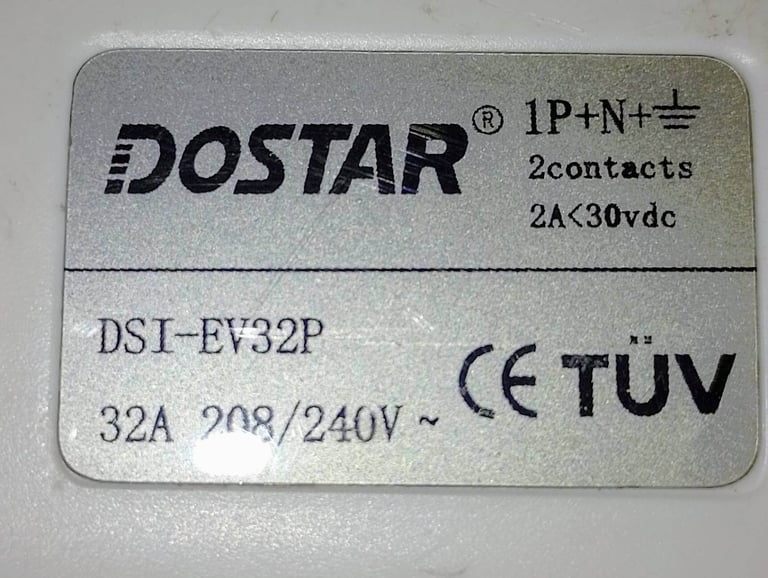 DOSTAR ® 1P+N+⏚
2contacts
2A<30vdc
DSI-EV32P
32A 208/240V ~
CE TÜV